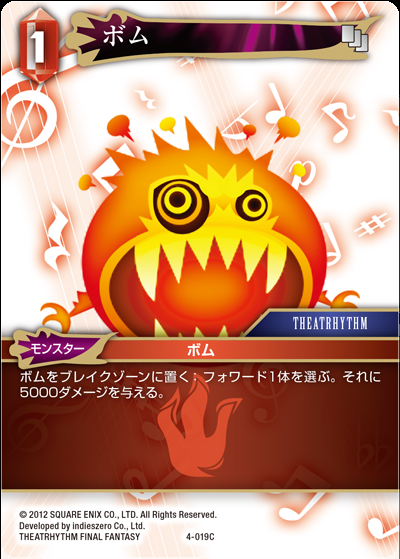 1
ボム
THEATRHYTHM
モンスター
ボム
ボムをブレイクゾーンに置く：フォワード1体を選ぶ。それに
5000ダメージを与える。
© 2012 SQUARE ENIX CO., LTD. All Rights Reserved.
Developed by indieszero Co., Ltd.
THEATRHYTHM FINAL FANTASY
4-019C